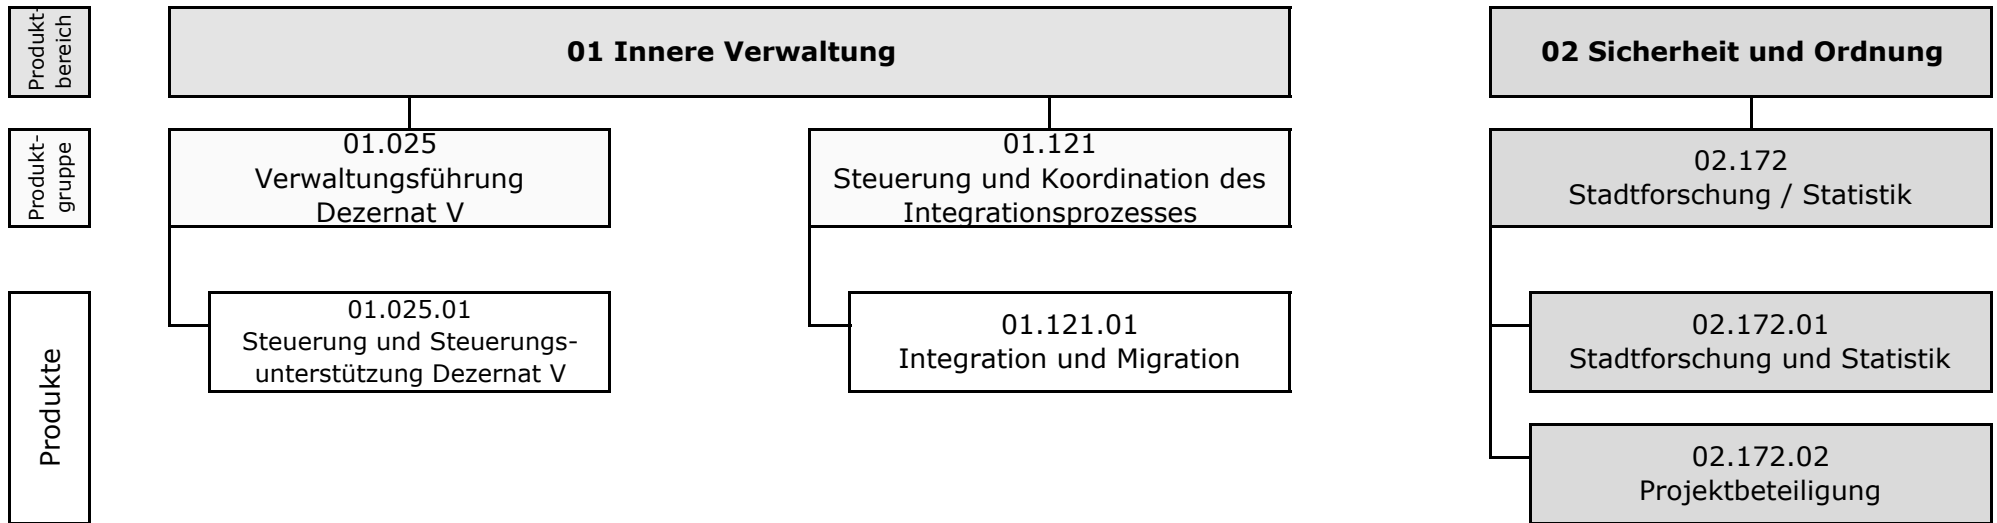 Produkt-
bereich
01 Innere Verwaltung
02 Sicherheit und Ordnung
Produkt-
gruppe
01.025
Verwaltungsführung
Dezernat V
01.121
Steuerung und Koordination des
Integrationsprozesses
02.172
Stadtforschung / Statistik
Produkte
01.025.01
Steuerung und Steuerungs-
unterstützung Dezernat V
01.121.01
Integration und Migration
02.172.01
Stadtforschung und Statistik
02.172.02
Projektbeteiligung